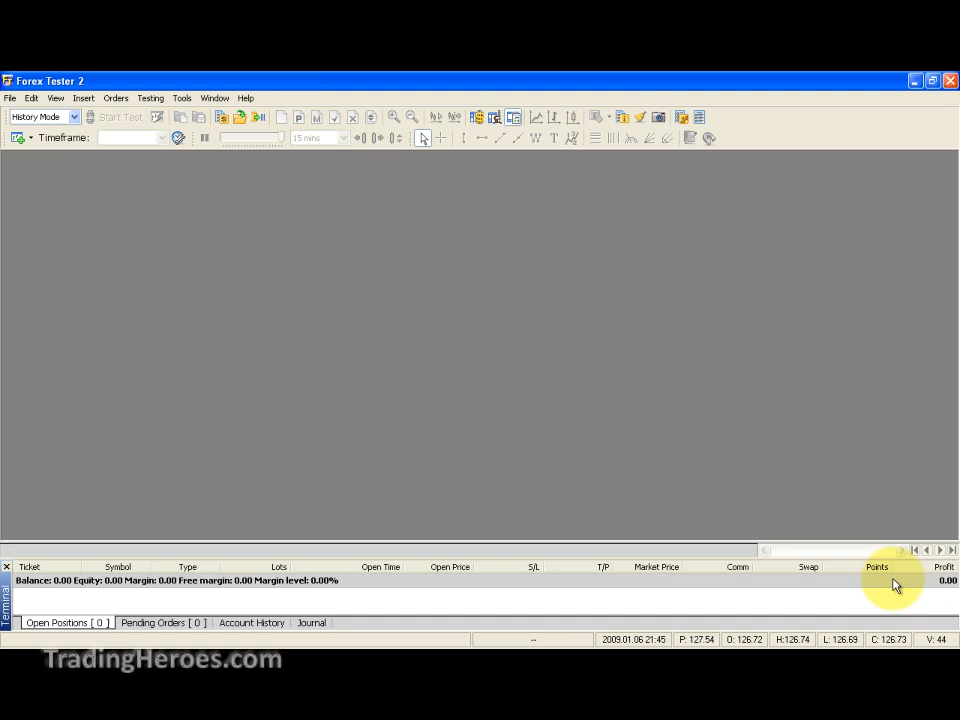 Forex Tester 2
File Edit View Insert Orders Testing Tools Window Help
History Mode Start Test
Timeframe: 15 mins
Ticket Symbol Type Lots Open Time Open Price S/L T/P Market Price Comm Swap Points Profit
Balance: 0.00 Equity: 0.00 Margin: 0.00 Free margin: 0.00 Margin level: 0.00% 0.00
Terminal
Open Positions [ 0 ] Pending Orders [ 0 ] Account History Journal
-- 2009.01.06 21:45 P: 127.54 O: 126.72 H: 126.74 L: 126.69 C: 126.73 V: 44
TradingHeroes.com